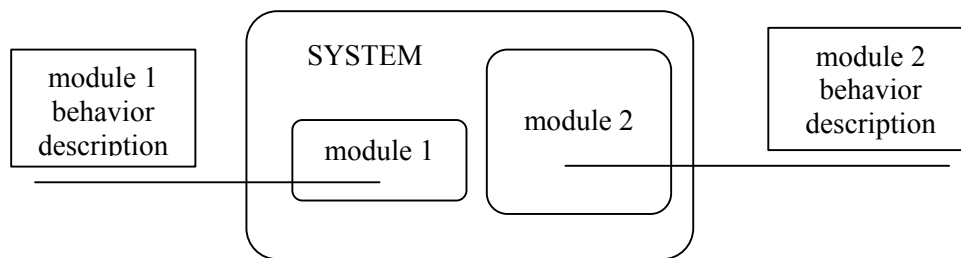 module 1
behavior
description
SYSTEM
module 1
module 2
module 2
behavior
description